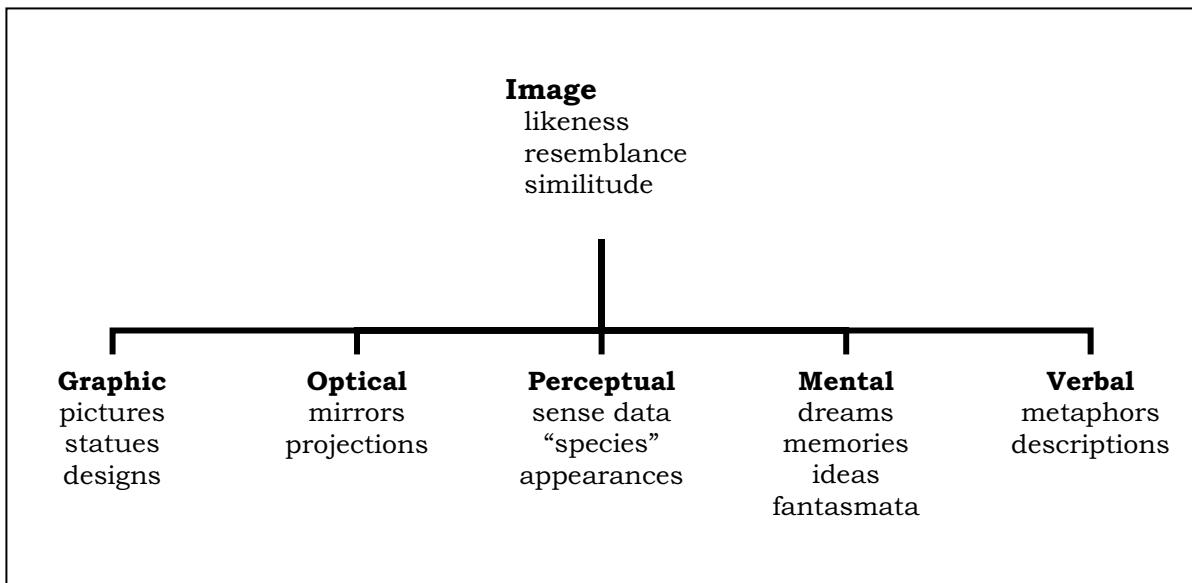 Image
likeness
resemblance
similitude
Graphic
pictures
statues
designs
Optical
mirrors
projections
Perceptual
sense data
“species”
appearances
Mental
dreams
memories
ideas
fantasmata
Verbal
metaphors
descriptions